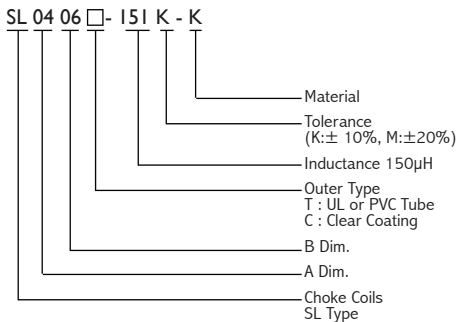 SL 04 06 □- 151 K - K
Material
Tolerance
(K:± 10%, M:±20%)
Inductance 150μH
Outer Type
T : UL or PVC Tube
C : Clear Coating
B Dim.
A Dim.
Choke Coils
SL Type